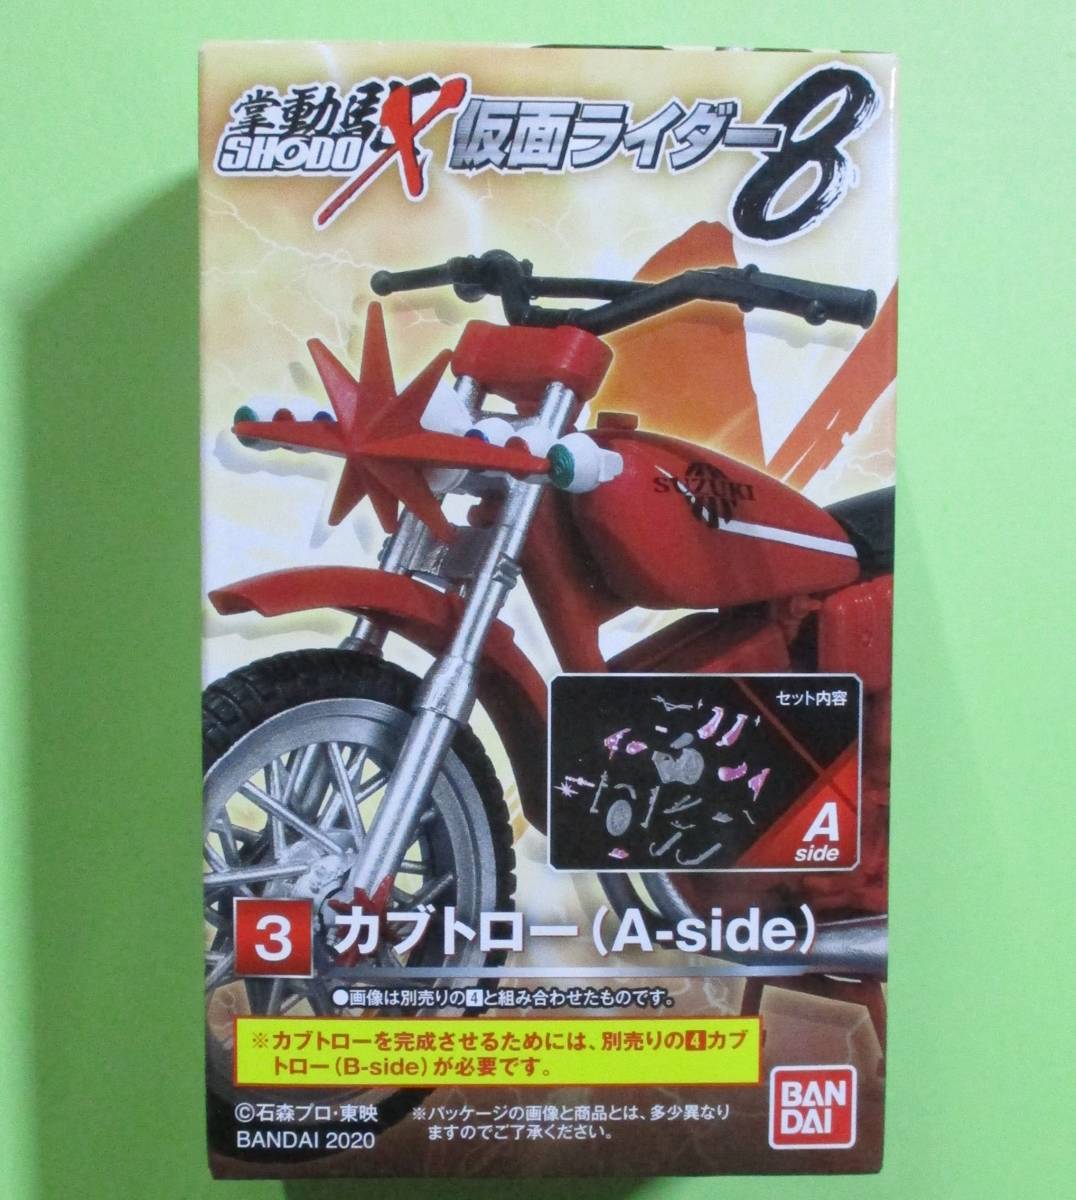 掌動駆X 仮面ライダー8
SHODO
SUZUKI
セット内容
A
side
3 カブトロー(A-side)
●画像は別売りの4と組み合わせたものです。
※カブトローを完成させるためには、別売りの4カブ
トロー(B-side)が必要です。
©石森プロ・東映
BANDAI 2020
※パッケージの画像と商品とは、多少異なり
ますのでご了承ください。
BAN
DAI